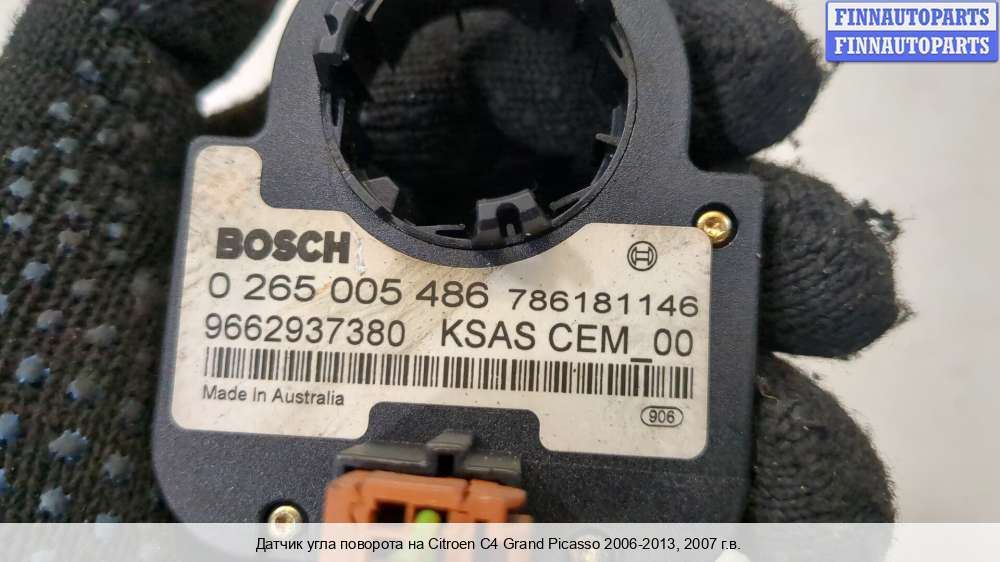 FINNAUTOPARTS
FINNAUTOPARTS
BOSCH
0 265 005 486 786181146
9662937380 KSAS CEM_00
Made In Australia
906
Датчик угла поворота на Citroen C4 Grand Picasso 2006-2013, 2007 г.в.